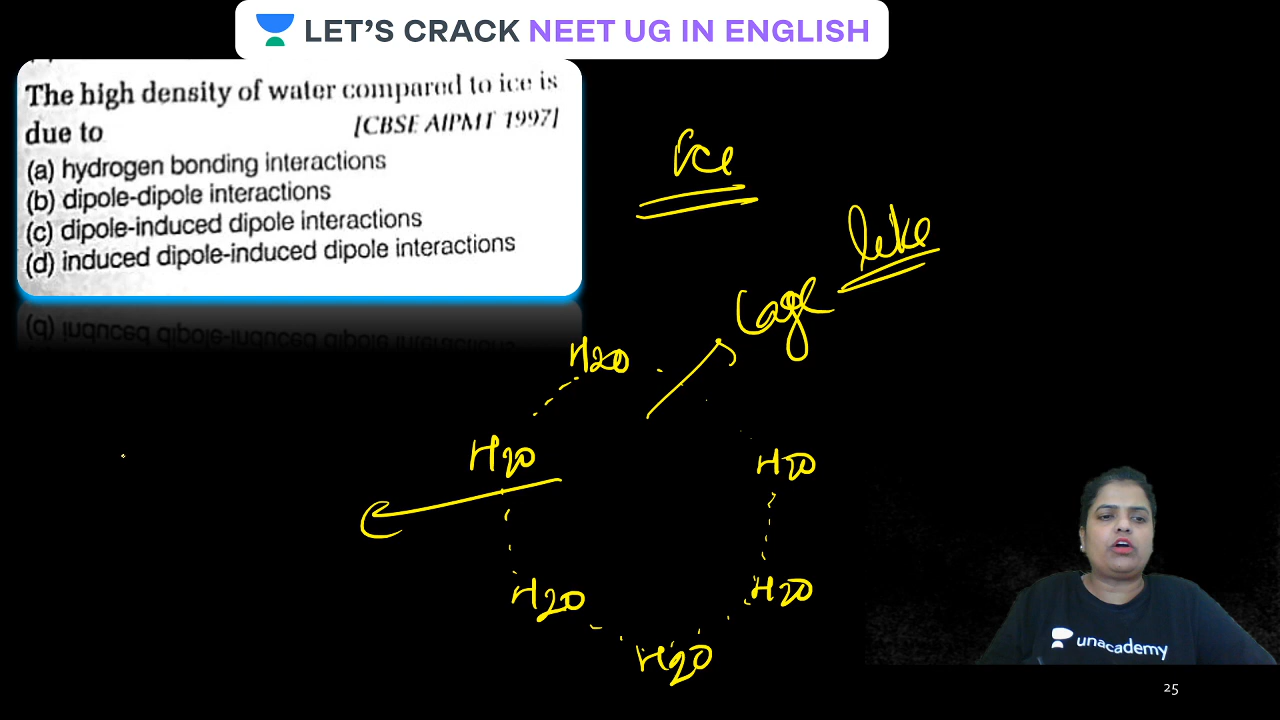 LET'S CRACK NEET UG IN ENGLISH
The high density of water compared to ice is
due to [CBSE AIPMT 1997]
(a) hydrogen bonding interactions
(b) dipole-dipole interactions
(c) dipole-induced dipole interactions
(d) induced dipole-induced dipole interactions
Ice
like
Cage
H2O
H2O
H2O
H2O
H2O
H2O
unacademy
25